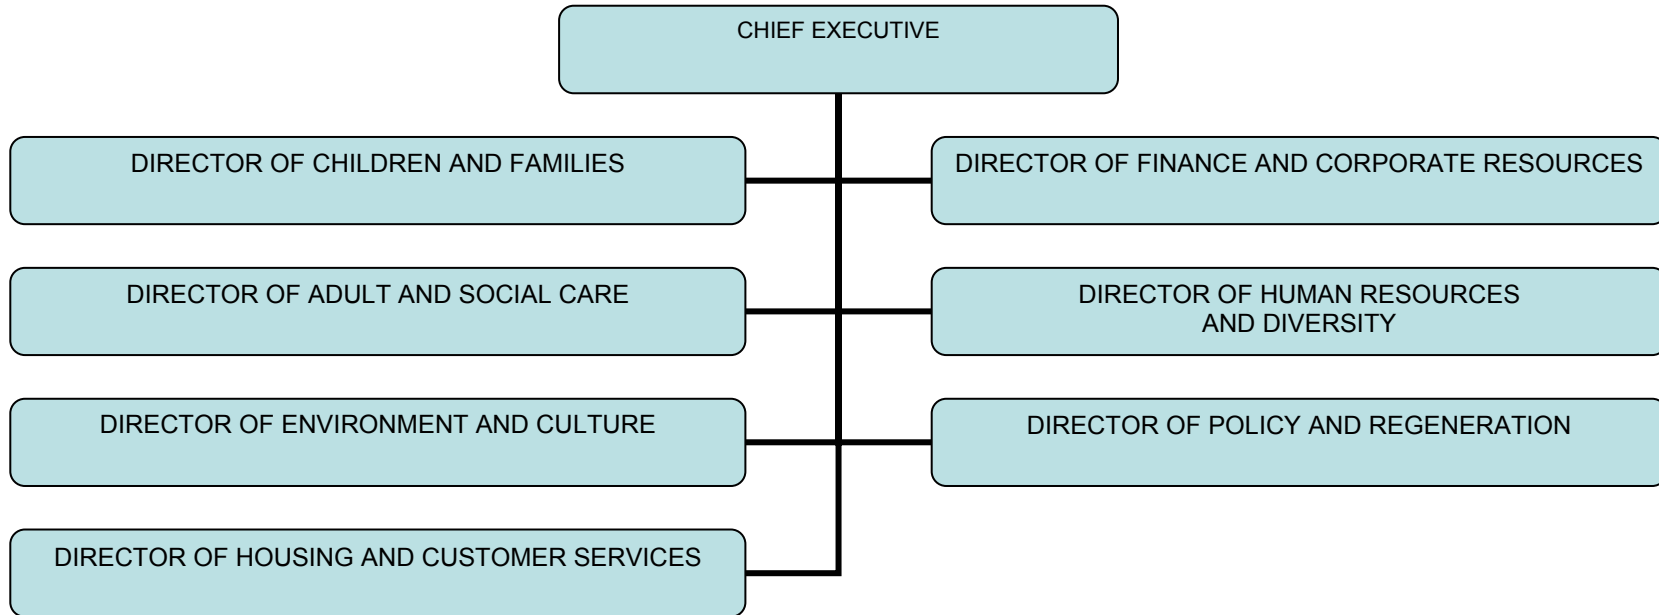 CHIEF EXECUTIVE
DIRECTOR OF CHILDREN AND FAMILIES
DIRECTOR OF FINANCE AND CORPORATE RESOURCES
DIRECTOR OF ADULT AND SOCIAL CARE
DIRECTOR OF HUMAN RESOURCES
AND DIVERSITY
DIRECTOR OF ENVIRONMENT AND CULTURE
DIRECTOR OF POLICY AND REGENERATION
DIRECTOR OF HOUSING AND CUSTOMER SERVICES